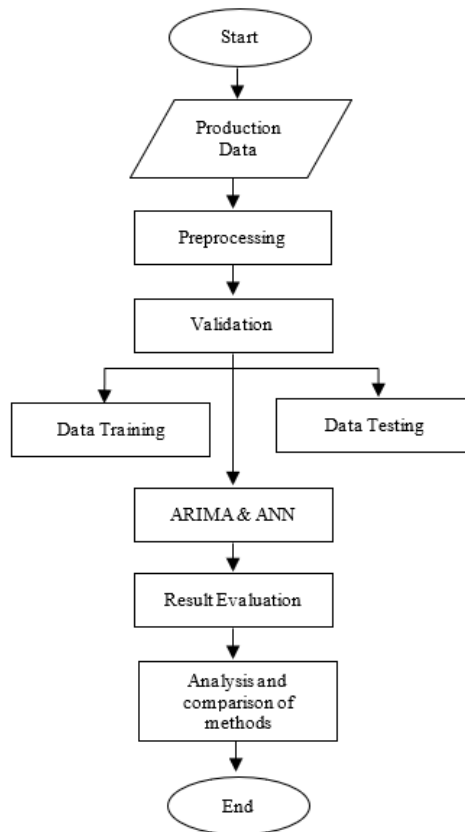 Start
Production
Data
Preprocessing
Validation
Data Training
Data Testing
ARIMA & ANN
Result Evaluation
Analysis and
comparison of
methods
End